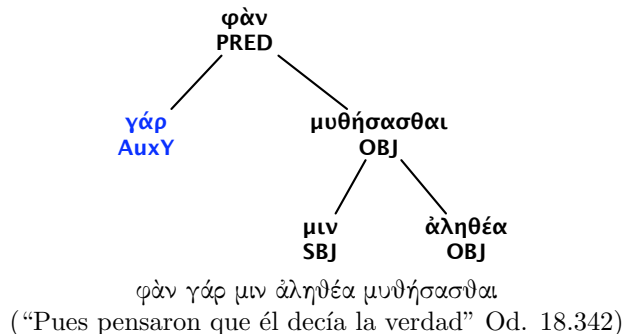 φὰν
PRED
γάρ μυθήσασθαι
AuxY OBJ
μιν ἀληθέα
SBJ OBJ
φὰν γάρ μιν ἀληθέα μυθήσασθαι
(“Pues pensaron que él decía la verdad” Od. 18.342)